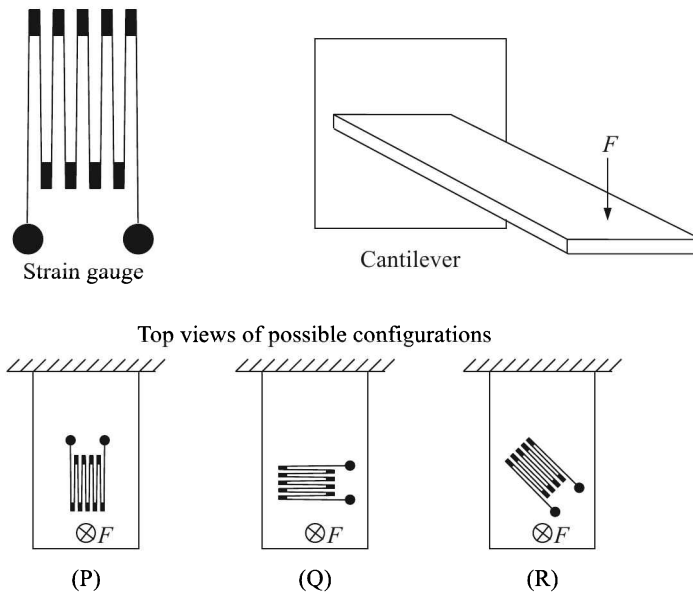 F
Strain gauge
Cantilever
Top views of possible configurations
F
F
F
(P)
(Q)
(R)